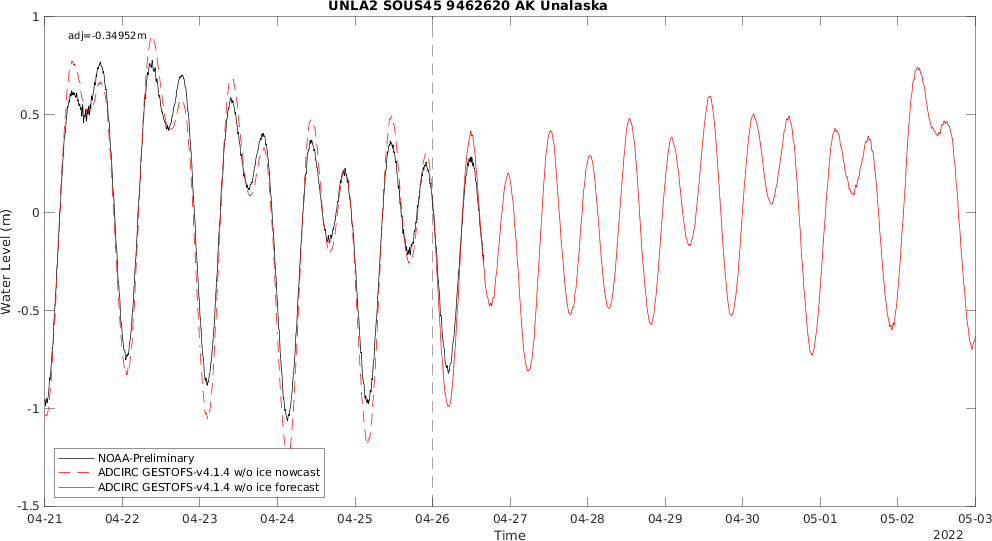 UNLA2 SOUS45 9462620 AK Unalaska
adj=-0.34952m
1
0.5
0
-0.5
-1
-1.5
Water Level (m)
NOAA-Preliminary
ADCIRC GESTOFS-v4.1.4 w/o ice nowcast
ADCIRC GESTOFS-v4.1.4 w/o ice forecast
04-21 04-22 04-23 04-24 04-25 04-26 04-27 04-28 04-29 04-30 05-01 05-02 05-03
Time
2022